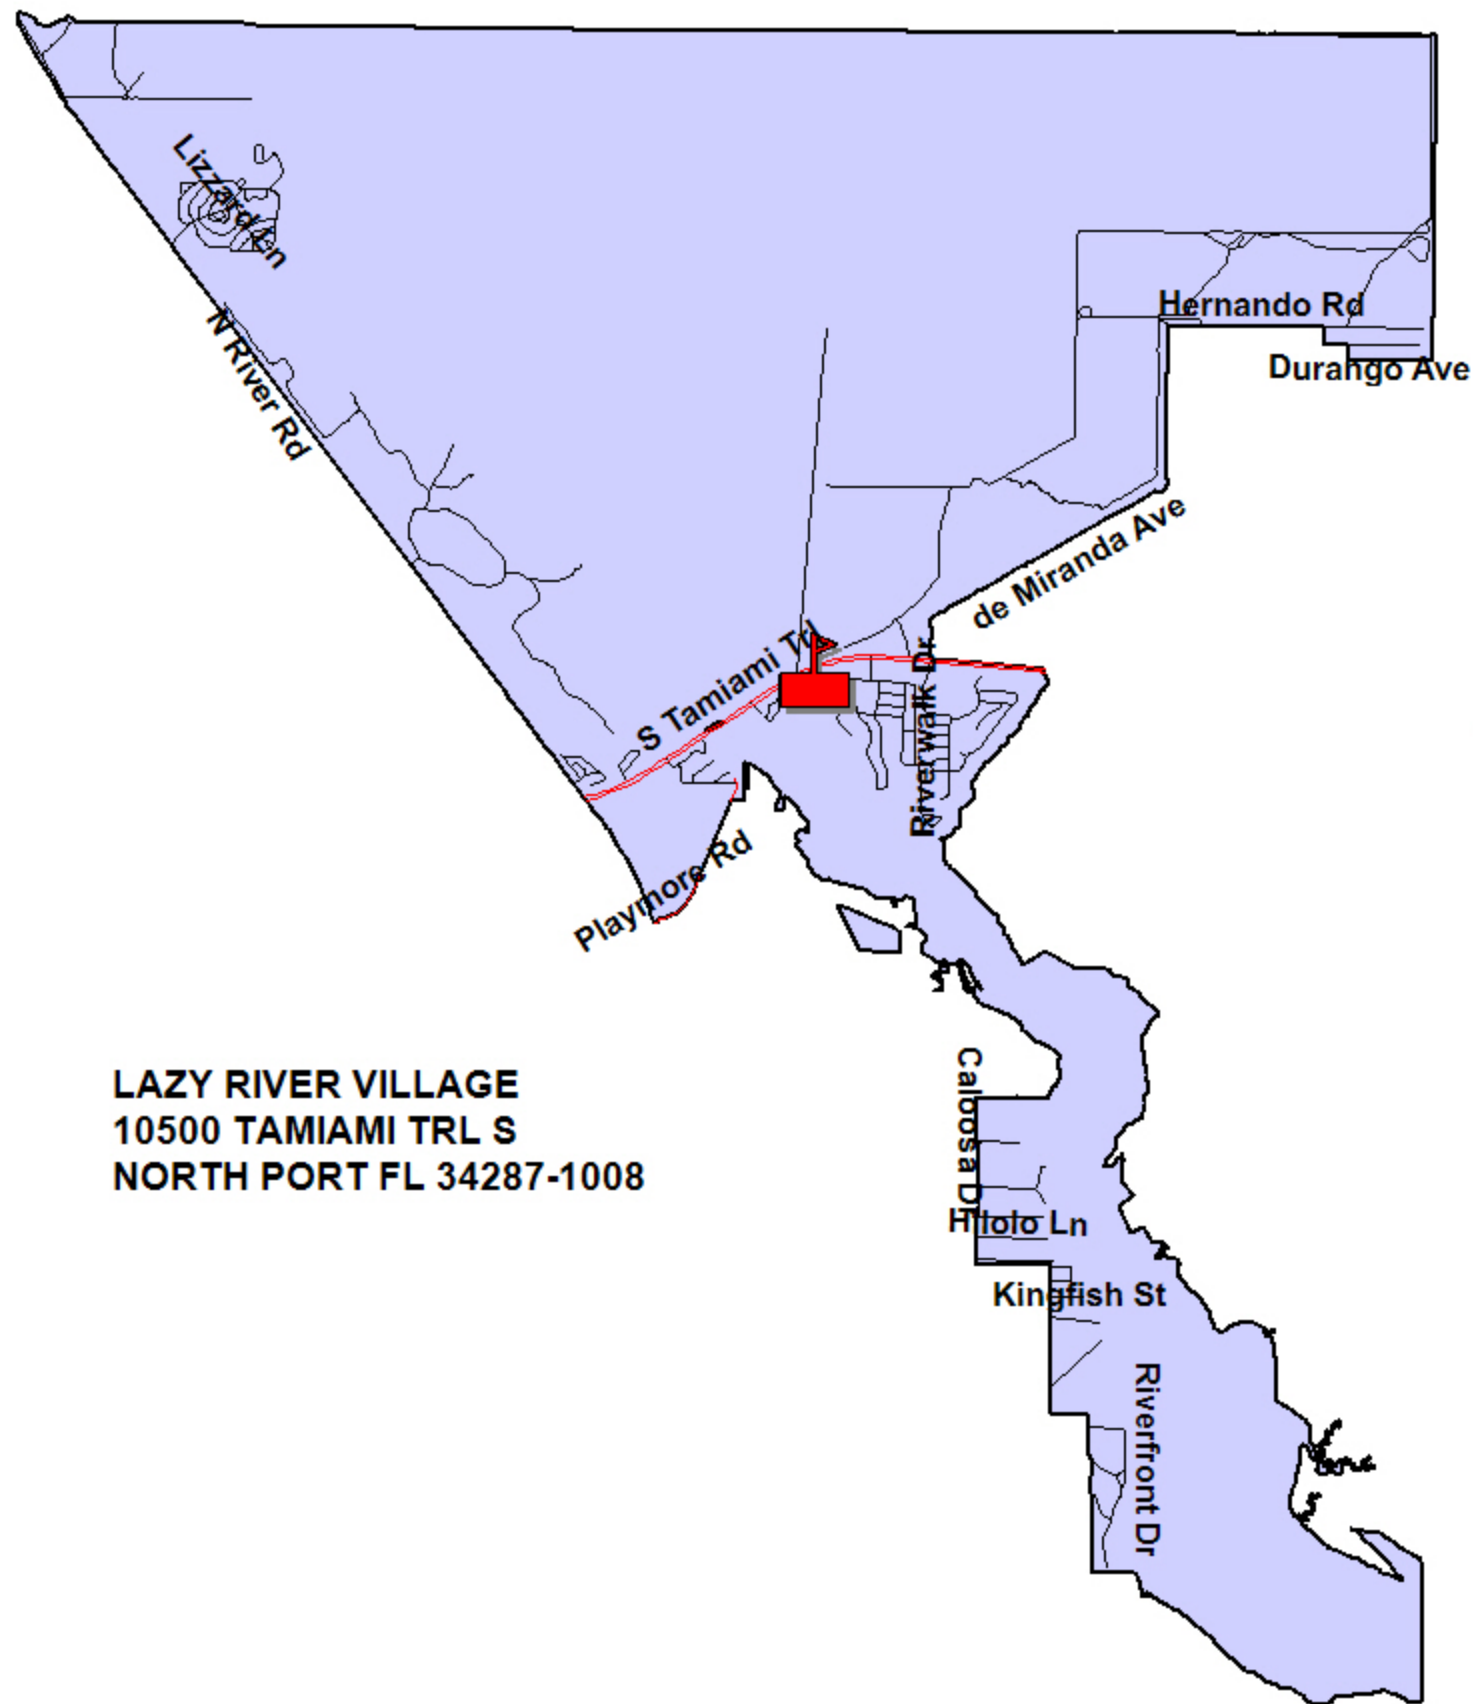 Lizzard Ln
Hernando Rd
N River Rd
Durango Ave
de Miranda Ave
S Tamiami Trl
Riverwalk Dr
Playmore Rd
LAZY RIVER VILLAGE
10500 TAMIAMI TRL S
NORTH PORT FL 34287-1008
Caloosa Dr
Hilolo Ln
Kingfish St
Riverfront Dr